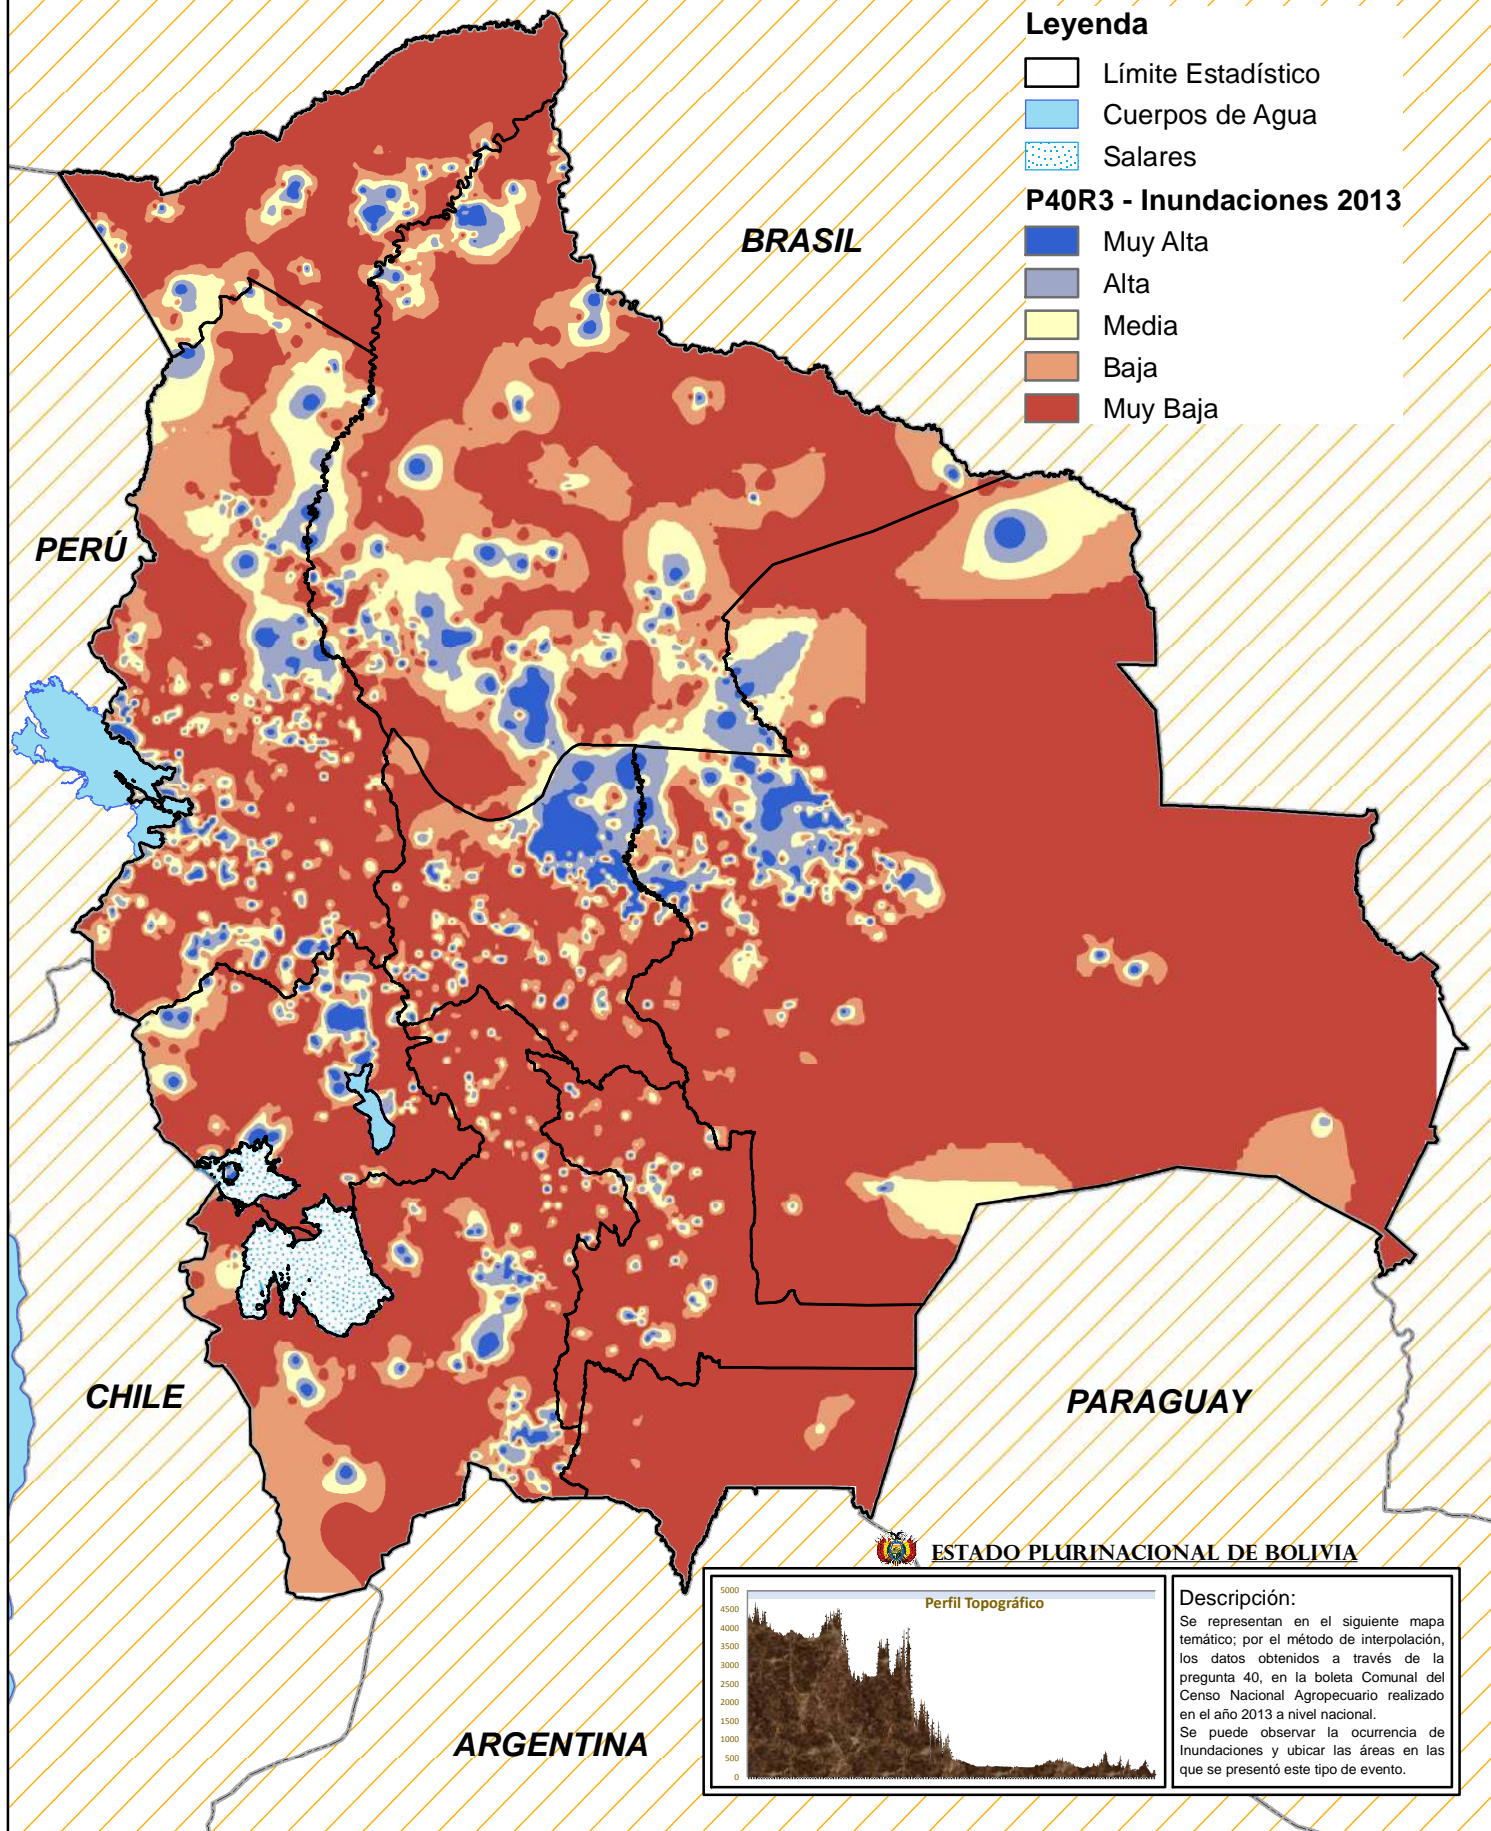 Leyenda
Límite Estadístico
Cuerpos de Agua
Salares
P40R3 - Inundaciones 2013
Muy Alta
Alta
Media
Baja
Muy Baja
BRASIL
PERÚ
CHILE
PARAGUAY
ARGENTINA
ESTADO PLURINACIONAL DE BOLIVIA
Perfil Topográfico
5000
4500
4000
3500
3000
2500
2000
1500
1000
500
0
Descripción:
Se representan en el siguiente mapa
temático; por el método de interpolación,
los datos obtenidos a través de la
pregunta 40, en la boleta Comunal del
Censo Nacional Agropecuario realizado
en el año 2013 a nivel nacional.
Se puede observar la ocurrencia de
Inundaciones y ubicar las áreas en las
que se presentó este tipo de evento.